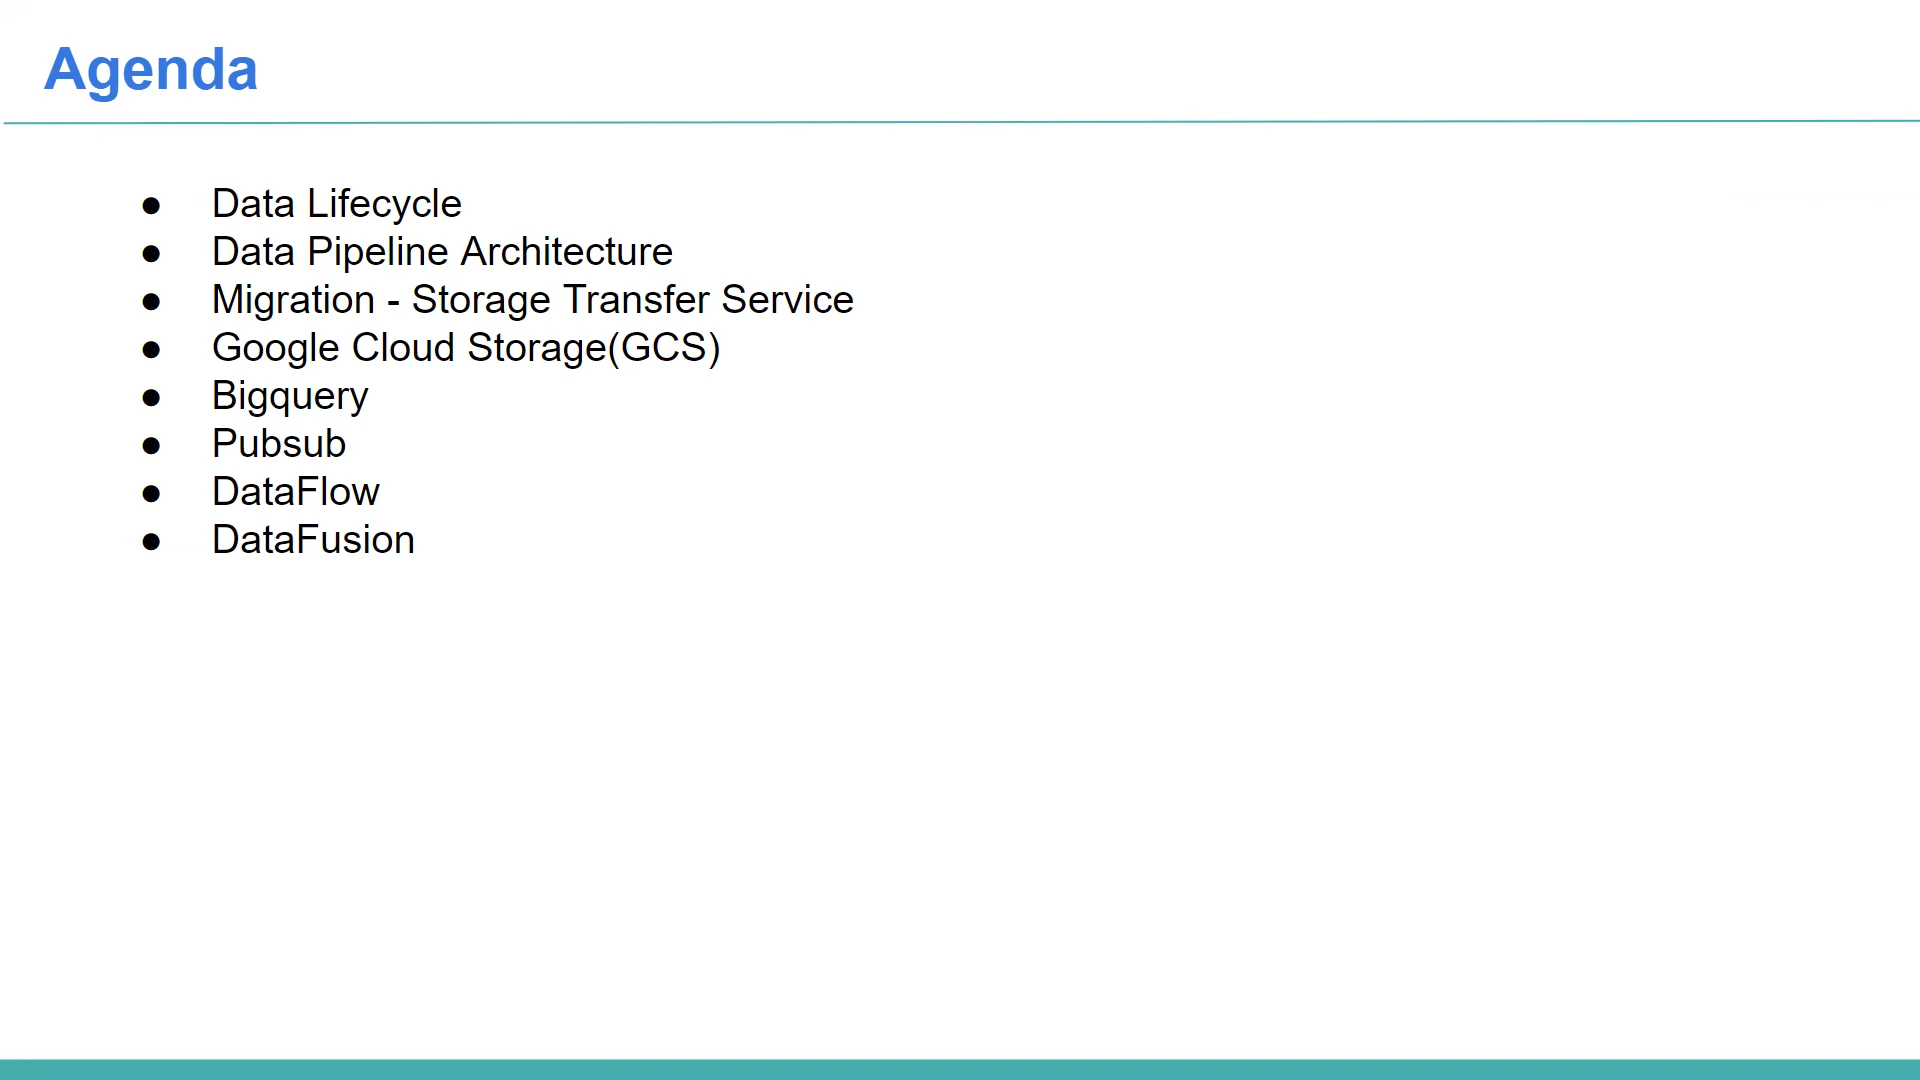 Agenda
● Data Lifecycle
● Data Pipeline Architecture
● Migration - Storage Transfer Service
● Google Cloud Storage(GCS)
● Bigquery
● Pubsub
● DataFlow
● DataFusion